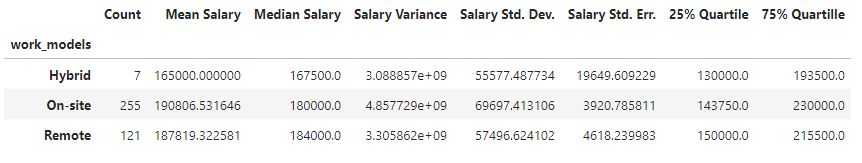 Count Mean Salary Median Salary Salary Variance Salary Std. Dev. Salary Std. Err. 25% Quartile 75% Quartille
work_models
Hybrid 7 165000.000000 167500.0 3.088857e+09 55577.487734 19649.609229 130000.0 193500.0
On-site 255 190806.531646 180000.0 4.857729e+09 69697.413106 3920.785811 143750.0 230000.0
Remote 121 187819.322581 184000.0 3.305862e+09 57496.624102 4618.239983 150000.0 215500.0